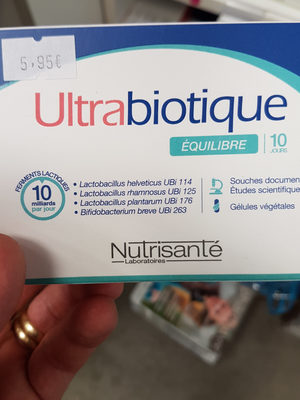 5,95€
Ultrabiotique
ÉQUILIBRE
10
JOURS
FERMENTS LACTIQUES
10
milliards
par jour
• Lactobacillus helveticus UBi 114
• Lactobacillus rhamnosus UBi 125
• Lactobacillus plantarum UBi 176
• Bifidobacterium breve UBi 263
Souches documen
Études scientifique
Gélules végétales
Nutrisanté
Laboratoires